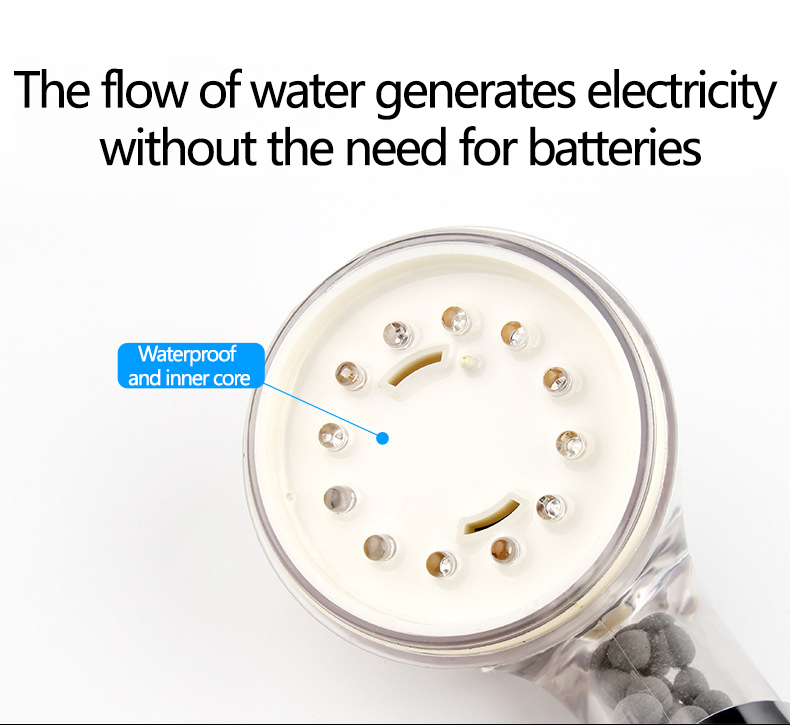 The flow of water generates electricity
without the need for batteries
Waterproof
and inner core